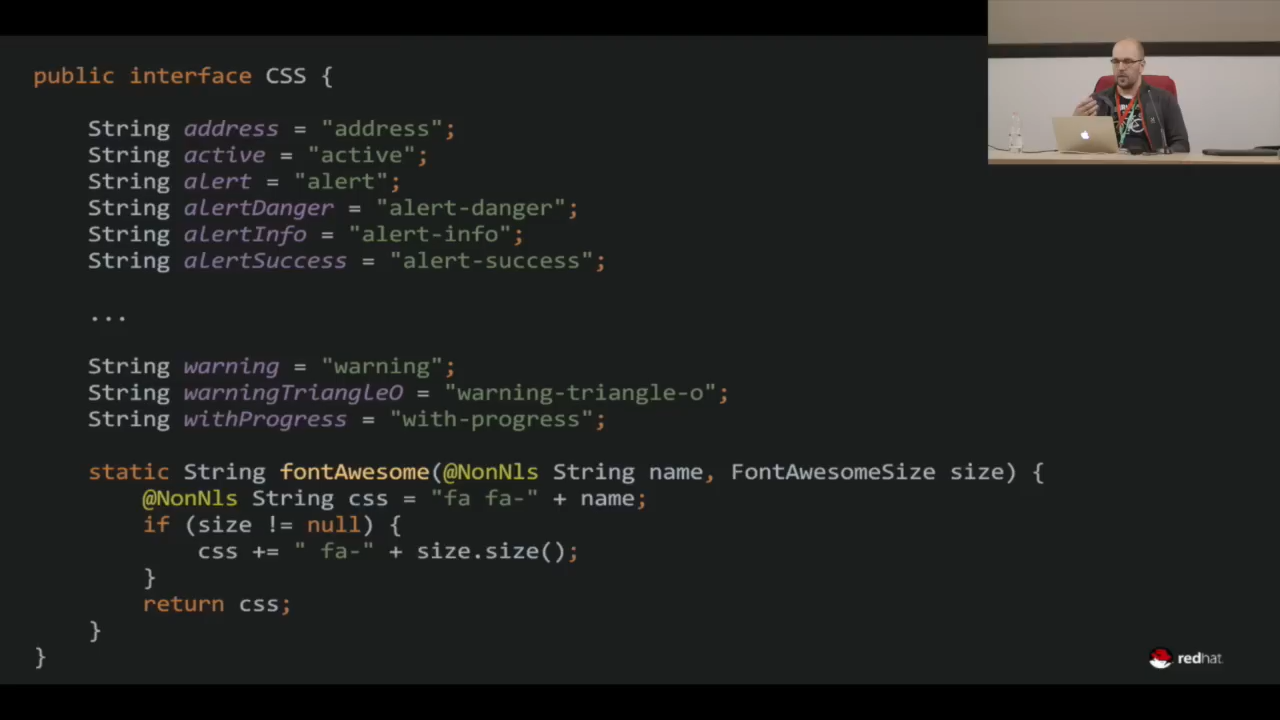 public interface CSS {
String address = "address";
String active = "active";
String alert = "alert";
String alertDanger = "alert-danger";
String alertInfo = "alert-info";
String alertSuccess = "alert-success";
...
String warning = "warning";
String warningTriangleO = "warning-triangle-o";
String withProgress = "with-progress";
static String fontAwesome(@NonNls String name, FontAwesomeSize size) {
@NonNls String css = "fa fa-" + name;
if (size != null) {
css += " fa-" + size.size();
}
return css;
}
}
redhat.